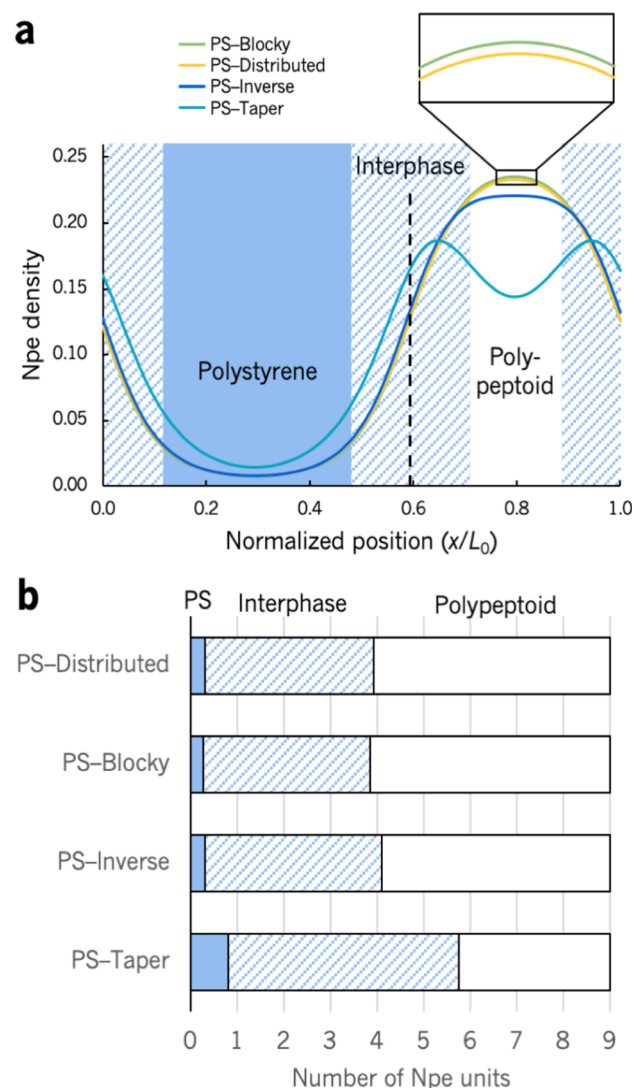 a
PS–Blocky
PS–Distributed
PS–Inverse
PS–Taper
0.25
0.20
0.15
0.10
0.05
0.00
Npe density
Interphase
Polystyrene
Poly-
peptoid
0.0 0.2 0.4 0.6 0.8 1.0
Normalized position (x/L₀)
b
PS Interphase Polypeptoid
PS–Distributed
PS–Blocky
PS–Inverse
PS–Taper
0 1 2 3 4 5 6 7 8 9
Number of Npe units